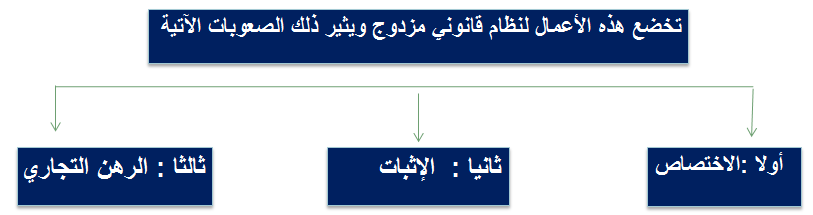 تخضع هذه الأعمال لنظام قانوني مزدوج ويثير ذلك الصعوبات الآتية
أولا :الاختصاص
ثانيا : الإثبات
ثالثا : الرهن التجاري